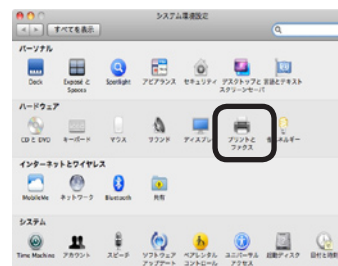 システム環境設定
すべてを表示
パーソナル
Dock
Exposé と
Spaces
Spotlight
アピアランス
セキュリティ
デスクトップと
スクリーンセーバ
言語とテキスト
ハードウェア
CD と DVD
キーボード
マウス
サウンド
ディスプレイ
プリントと
ファクス
省エネルギー
インターネットとワイヤレス
MobileMe
ネットワーク
Bluetooth
共有
システム
Time Machine
アカウント
スピーチ
ソフトウェア
アップデート
ペアレンタル
コントロール
ユニバーサル
アクセス
起動ディスク
日付と時刻